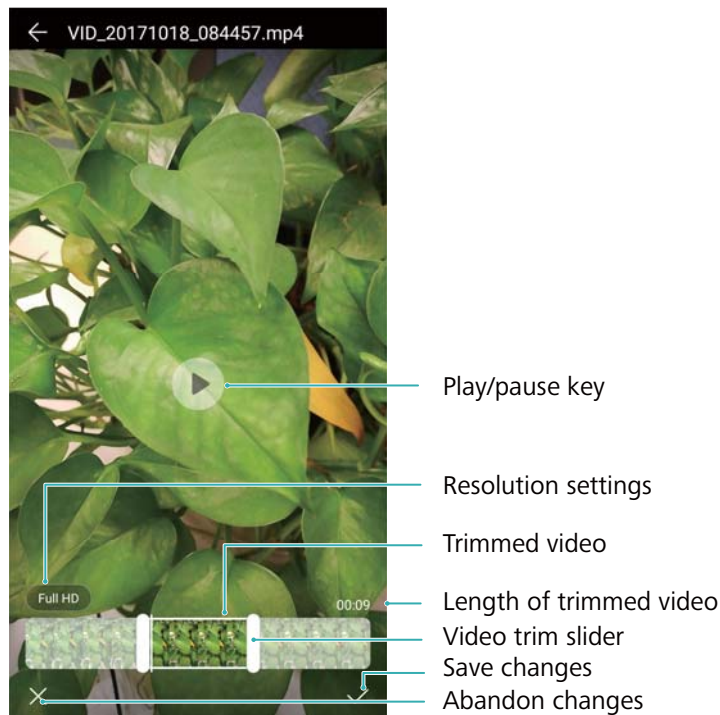 VID_20171018_084457.mp4
Play/pause key
Resolution settings
Trimmed video
Full HD
00:09
Length of trimmed video
Video trim slider
Save changes
Abandon changes